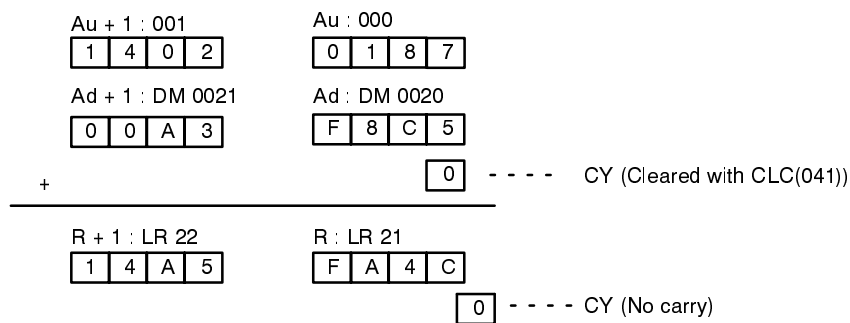 Au + 1 : 001 Au : 000
1 4 0 2 0 1 8 7
Ad + 1 : DM 0021 Ad : DM 0020
0 0 A 3 F 8 C 5
+ 0 - - - - CY (Cleared with CLC(041))
R + 1 : LR 22 R : LR 21
1 4 A 5 F A 4 C
0 - - - - CY (No carry)